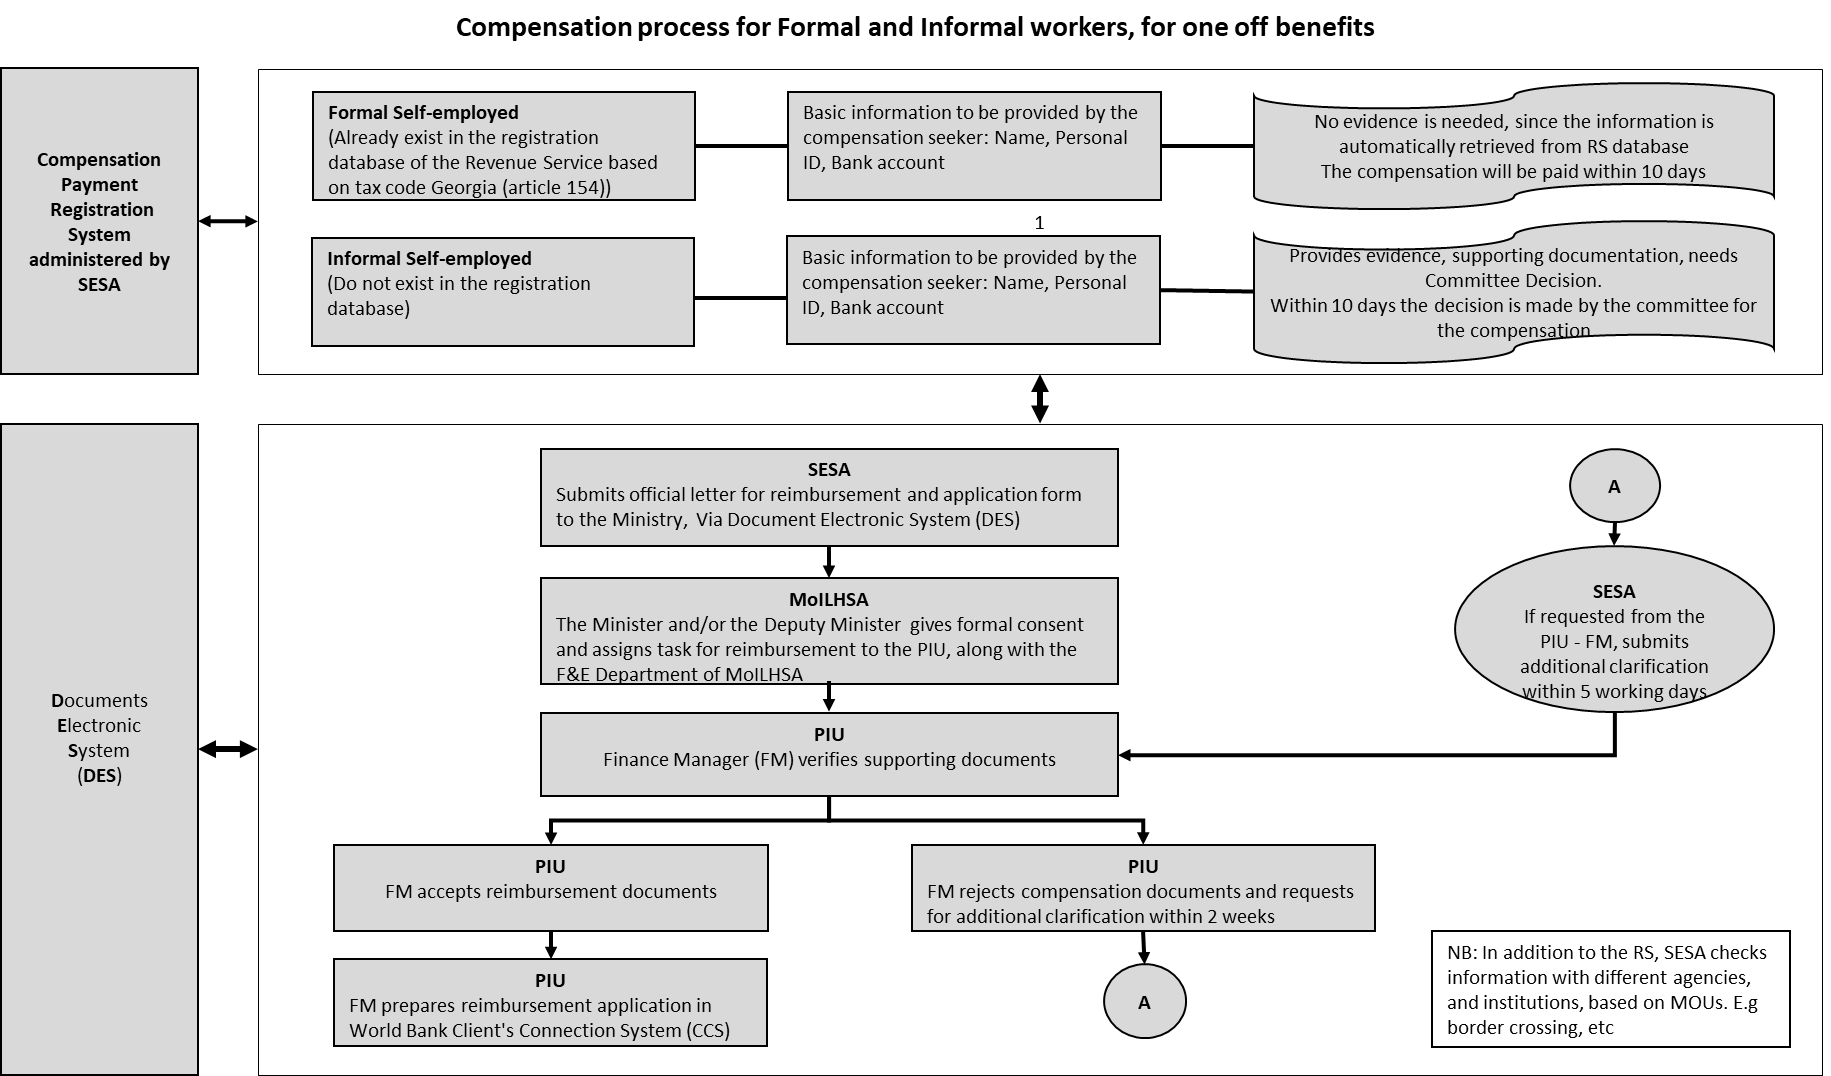 Compensation process for Formal and Informal workers, for one off benefits
Compensation
Payment
Registration
System
administered by
SESA
Formal Self-employed
(Already exist in the registration
database of the Revenue Service based
on tax code Georgia (article 154))
Basic information to be provided by the
compensation seeker: Name, Personal
ID, Bank account
No evidence is needed, since the information is
automatically retrieved from RS database
The compensation will be paid within 10 days
1
Informal Self-employed
(Do not exist in the registration
database)
Basic information to be provided by the
compensation seeker: Name, Personal
ID, Bank account
Provides evidence, supporting documentation, needs
Committee Decision.
Within 10 days the decision is made by the committee for
the compensation
Documents
Electronic
System
(DES)
SESA
Submits official letter for reimbursement and application form
to the Ministry, Via Document Electronic System (DES)
MoILHSA
The Minister and/or the Deputy Minister gives formal consent
and assigns task for reimbursement to the PIU, along with the
F&E Department of MoILHSA
PIU
Finance Manager (FM) verifies supporting documents
A
SESA
If requested from the
PIU - FM, submits
additional clarification
within 5 working days
PIU
FM accepts reimbursement documents
PIU
FM rejects compensation documents and requests
for additional clarification within 2 weeks
PIU
FM prepares reimbursement application in
World Bank Client's Connection System (CCS)
A
NB: In addition to the RS, SESA checks
information with different agencies,
and institutions, based on MOUs. E.g
border crossing, etc